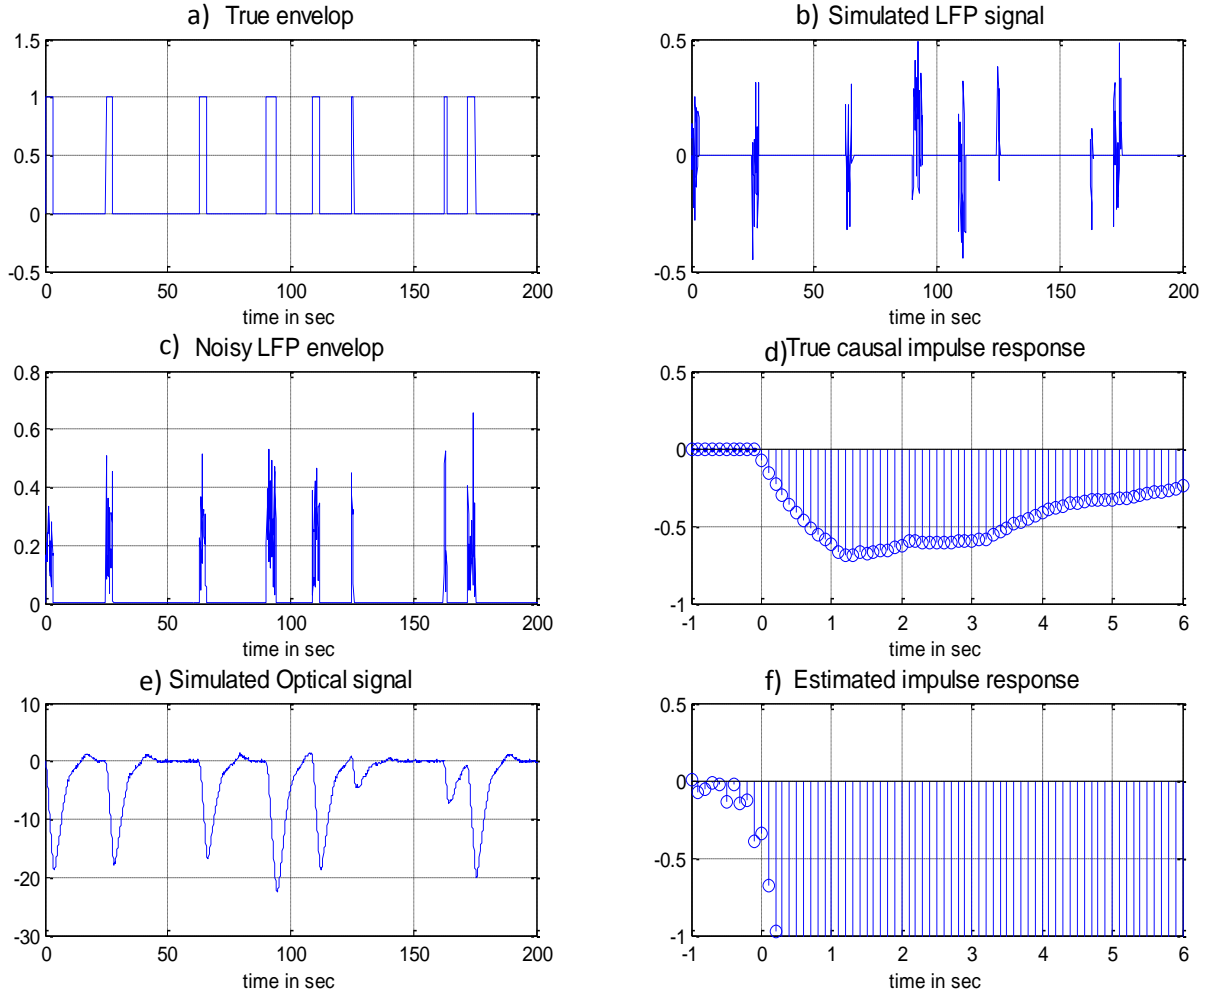 a) True envelop
1.5
1
0.5
0
-0.5
0 50 100 150 200
time in sec
b) Simulated LFP signal
0.5
0
-0.5
0 50 100 150 200
time in sec
c) Noisy LFP envelop
0.8
0.6
0.4
0.2
0
0 50 100 150 200
time in sec
d) True causal impulse response
0.5
0
-0.5
-1
-1 0 1 2 3 4 5 6
time in sec
e) Simulated Optical signal
10
0
-10
-20
-30
0 50 100 150 200
time in sec
f) Estimated impulse response
0.5
0
-0.5
-1
-1 0 1 2 3 4 5 6
time in sec